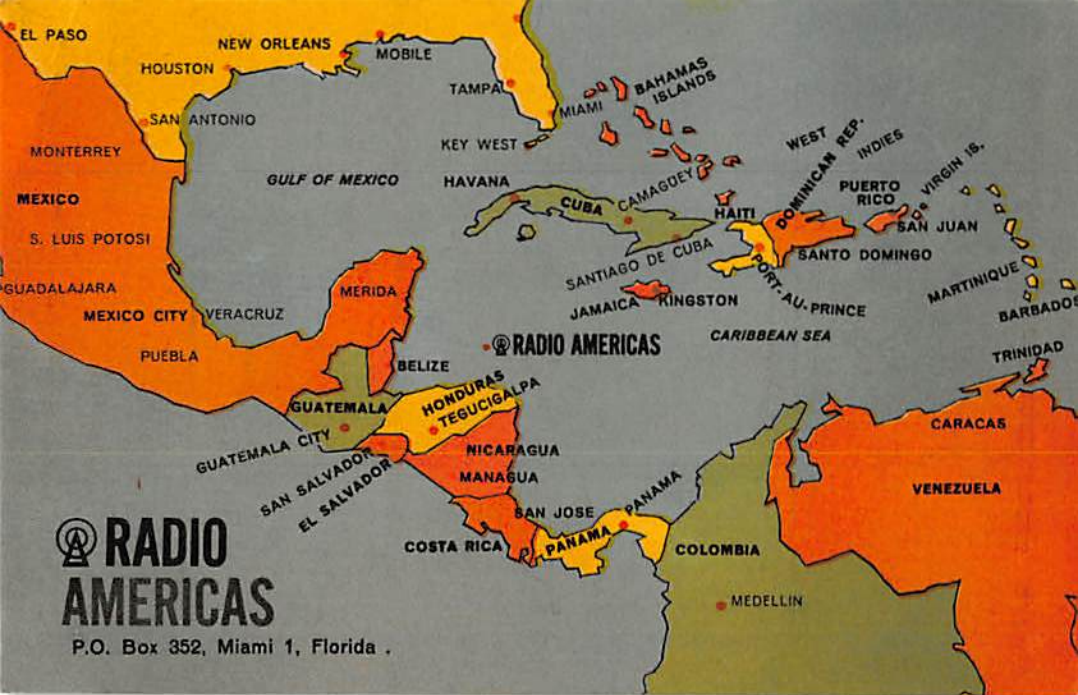 EL PASO
NEW ORLEANS
MOBILE
HOUSTON
TAMPA
BAHAMAS
ISLANDS
SAN ANTONIO
MIAMI
MONTERREY
KEY WEST
WEST
INDIES
DOMINICAN REP.
VIRGIN IS.
GULF OF MEXICO
HAVANA
CAMAGUEY
CUBA
PUERTO
RICO
MEXICO
HAITI
SAN JUAN
S. LUIS POTOSI
SANTIAGO DE CUBA
SANTO DOMINGO
GUADALAJARA
MERIDA
PORT-AU-PRINCE
MARTINIQUE
MEXICO CITY
VERACRUZ
JAMAICA
KINGSTON
BARBADOS
CARIBBEAN SEA
RADIO AMERICAS
PUEBLA
BELIZE
TRINIDAD
HONDURAS
TEGUCIGALPA
GUATEMALA
CARACAS
GUATEMALA CITY
NICARAGUA
SAN SALVADOR
EL SALVADOR
MANAGUA
VENEZUELA
PANAMA
SAN JOSE
COSTA RICA
PANAMA
COLOMBIA
MEDELLIN
RADIO
AMERICAS
P.O. Box 352, Miami 1, Florida .